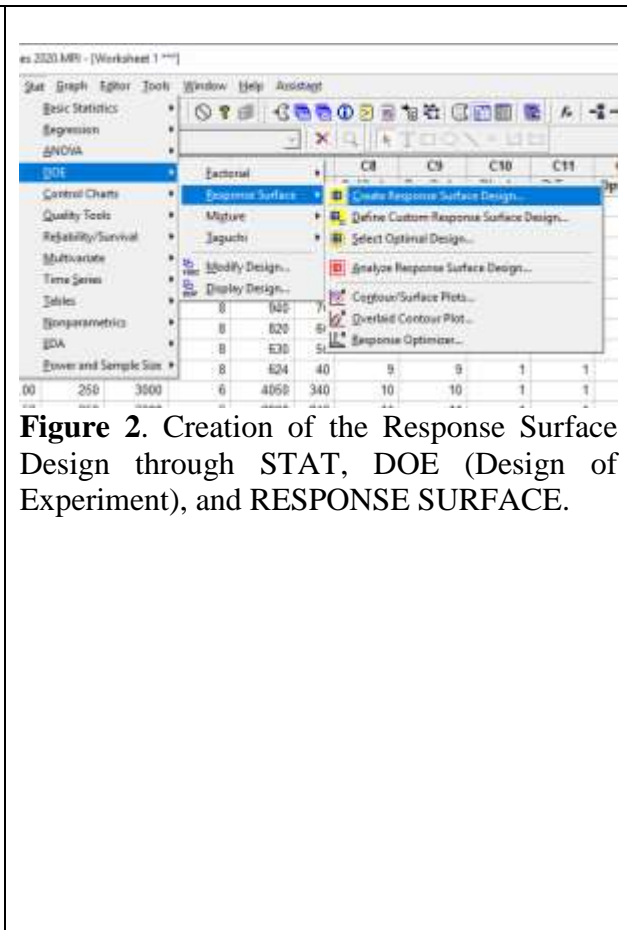 es 2020.MPJ - [Worksheet 1 ***]
Stat Graph Editor Tools Window Help Assistant
Basic Statistics
Regression
ANOVA
DOE
Control Charts
Quality Tools
Reliability/Survival
Multivariate
Time Series
Tables
Nonparametrics
EDA
Power and Sample Size
Factorial
Response Surface
Mixture
Taguchi
Modify Design...
Display Design...
Create Response Surface Design...
Define Custom Response Surface Design...
Select Optimal Design...
Analyze Response Surface Design...
Contour/Surface Plots...
Overlaid Contour Plot...
Response Optimizer...
C8 C9 C10 C11
8 940
8 820
8 630
8 624 40 9 9 1 1
00 250 3000 6 4050 340 10 10 1 1
Figure 2. Creation of the Response Surface
Design through STAT, DOE (Design of
Experiment), and RESPONSE SURFACE.